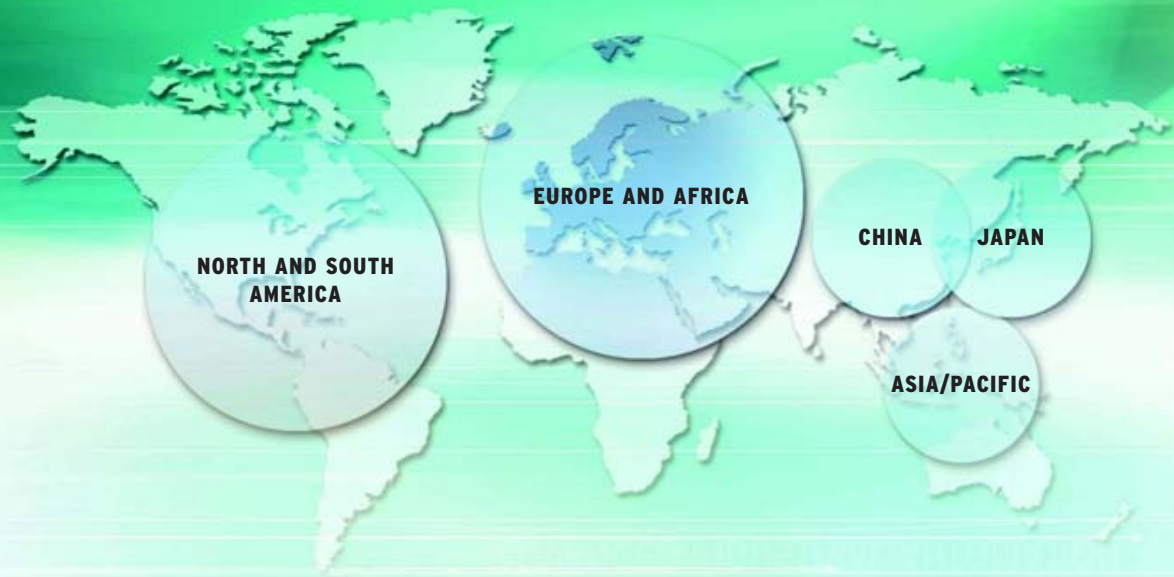 EUROPE AND AFRICA
CHINA
JAPAN
NORTH AND SOUTH
AMERICA
ASIA/PACIFIC